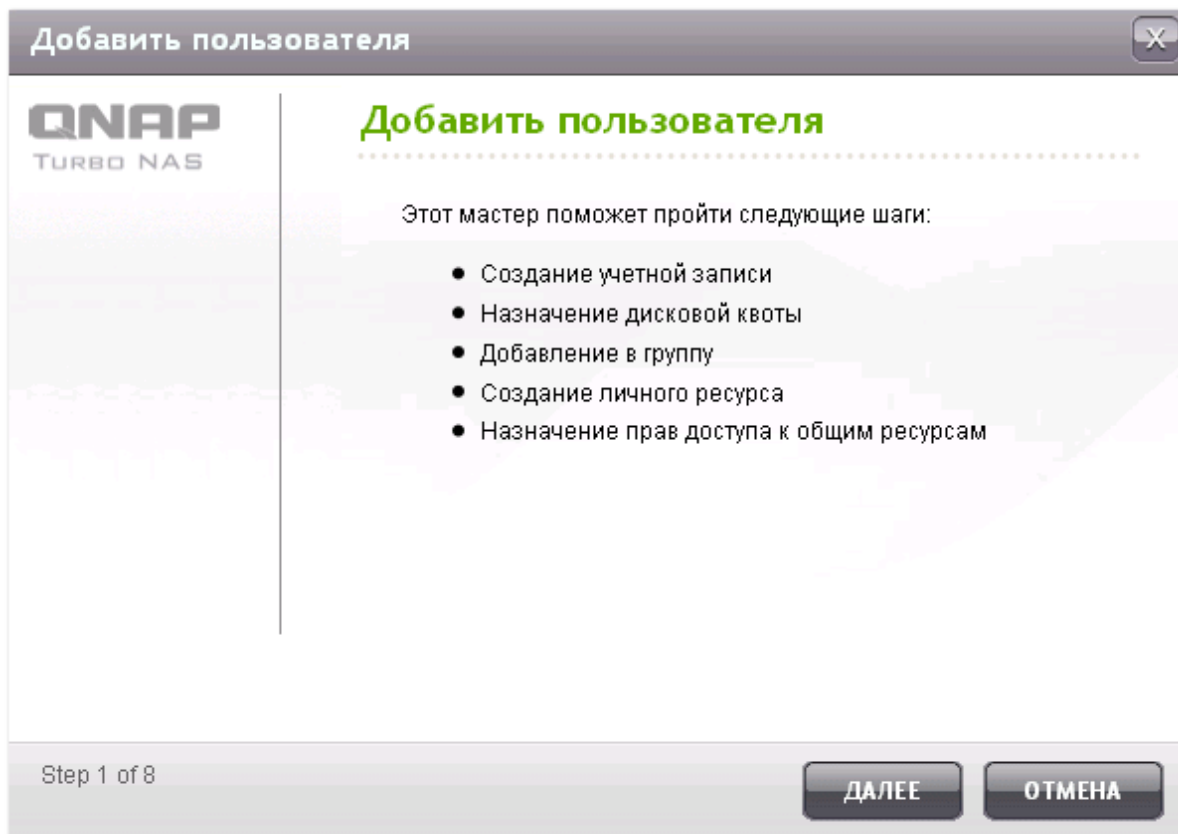 Добавить пользователя
X
QNAP
TURBO NAS
Добавить пользователя
Этот мастер поможет пройти следующие шаги:
● Создание учетной записи
● Назначение дисковой квоты
● Добавление в группу
● Создание личного ресурса
● Назначение прав доступа к общим ресурсам
Step 1 of 8
ДАЛЕЕ
ОТМЕНА